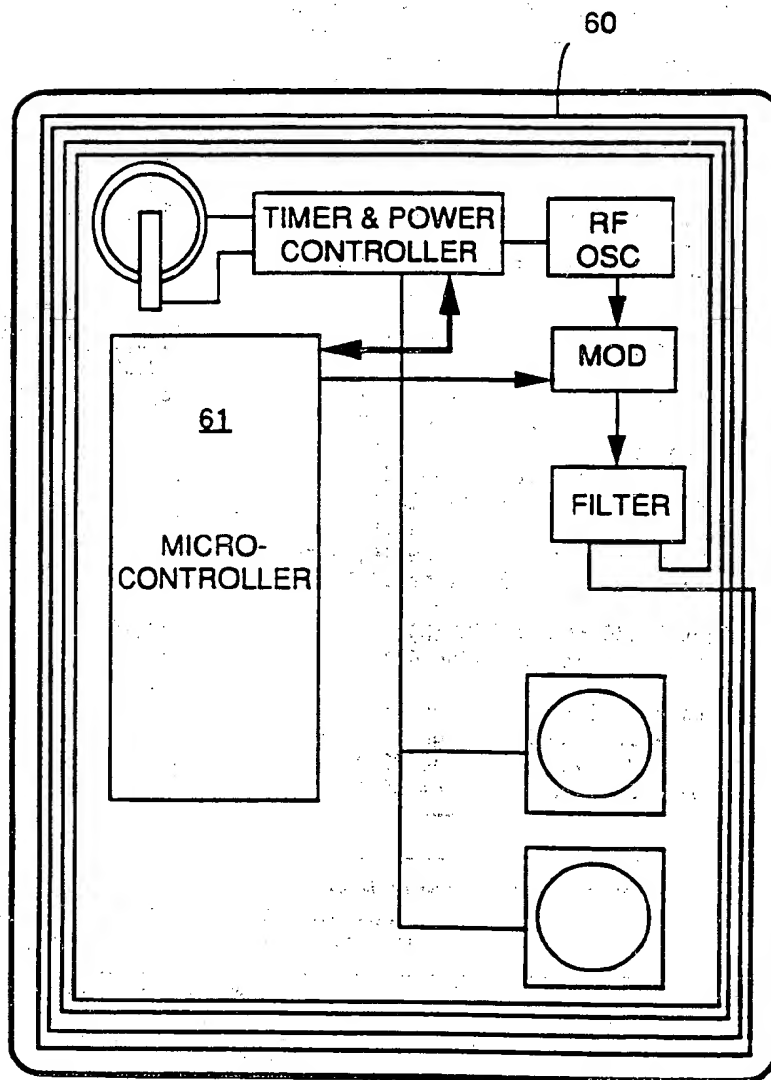 60
TIMER & POWER
CONTROLLER
RF
OSC
MOD
61
FILTER
MICRO-
CONTROLLER